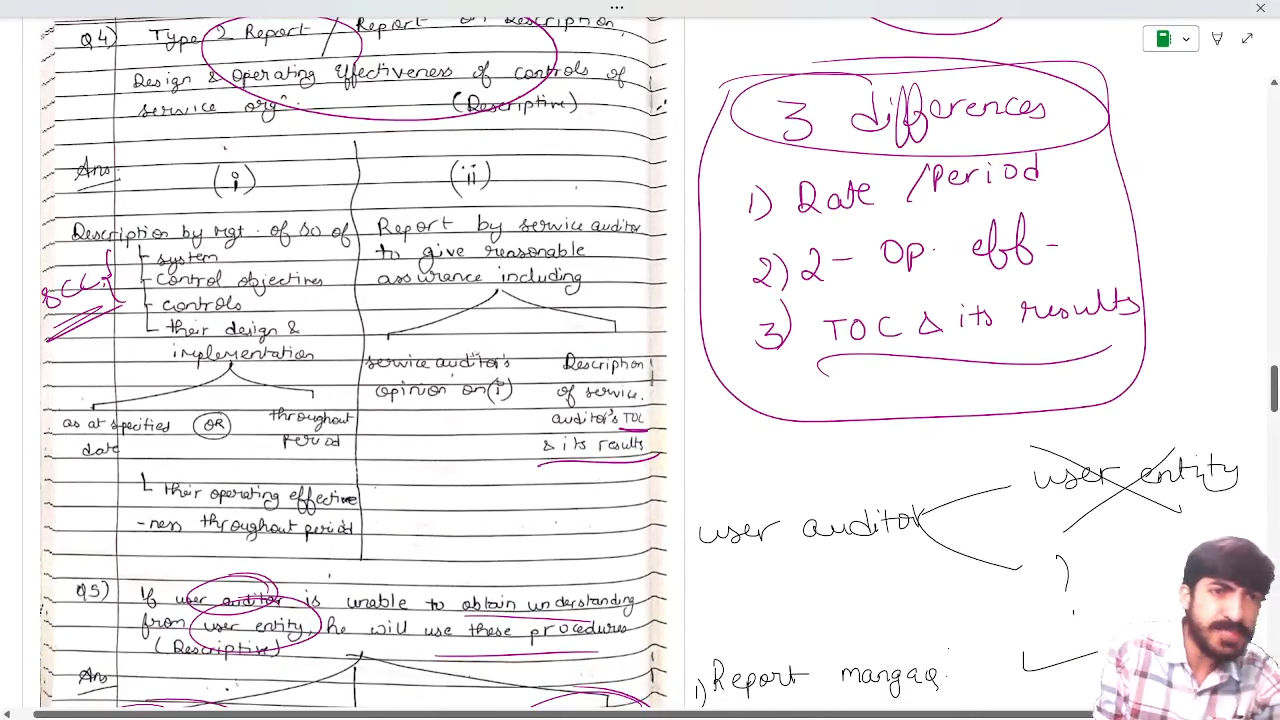 Q4) Type 2 Report / Report on Description,
Design & Operating Effectiveness of controls of
service orgn. (Descriptive)
Ans
(i)
(ii)
Description by Mgt. of SO of
system
Control objectives
controls
their design &
implementation
as at specified
date
OR
throughout
period
their operating effective
-ness throughout period
SCC
Report by service auditor
to give reasonable
assurance including
service auditor's
opinion on (i)
Description
of service.
auditor's TOC
& its results
Q5) If user auditor is unable to obtain understanding
from user entity, he will use these procedures
(Descriptive)
Ans
3 differences
1) Date / Period
2) 2 - Op. eff -
3) TOC & its results
user auditor
user entity
?
1) Report mangaq.